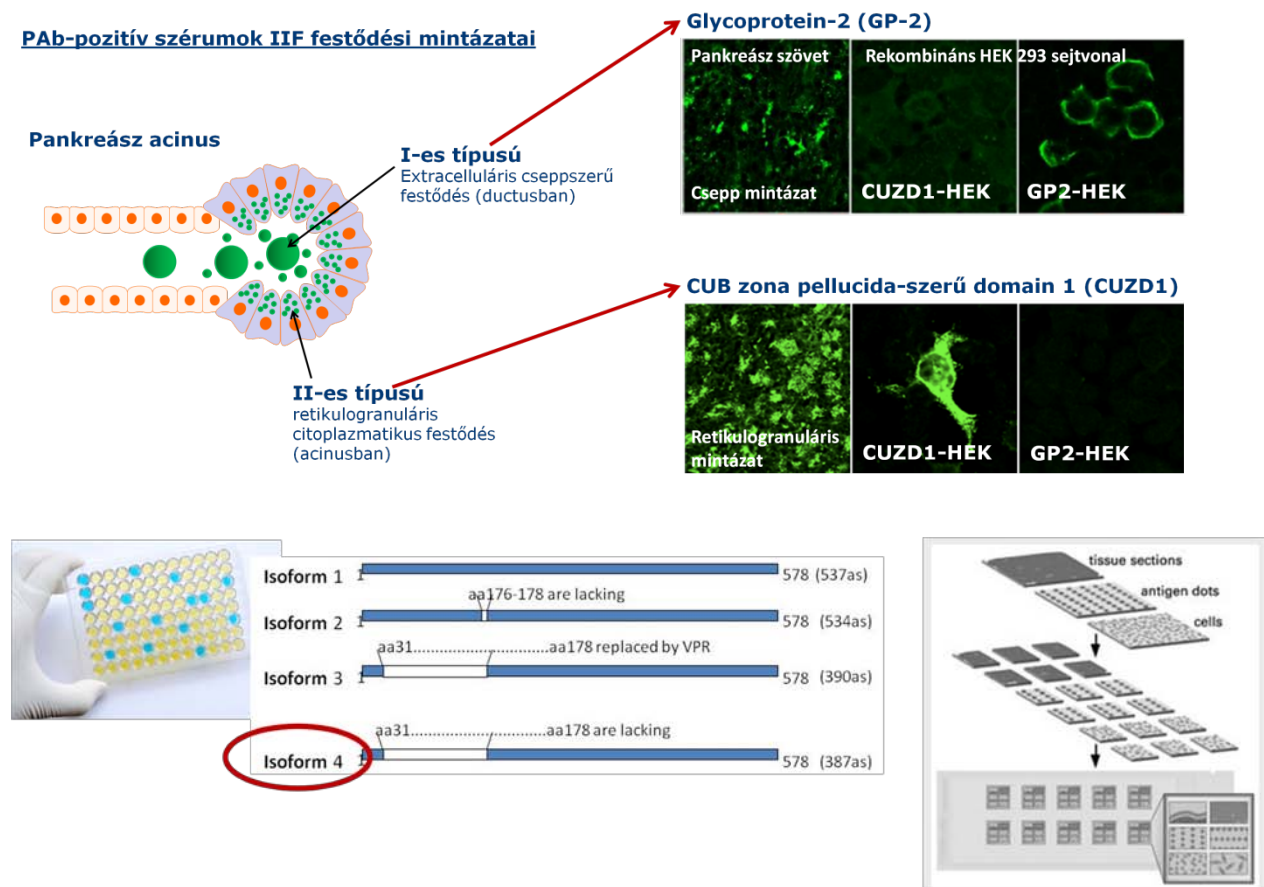 PAb-pozitív szérumok IIF festődési mintázatai
Pankreász acinus
I-es típusú
Extracelluláris cseppszerű
festődés (ductusban)
II-es típusú
retikulogranuláris
citoplazmatikus festődés
(acinusban)
Glycoprotein-2 (GP-2)
Pankreász szövet
Rekombináns HEK 293 sejtvonal
Csepp mintázat
CUZD1-HEK
GP2-HEK
CUB zona pellucida-szerű domain 1 (CUZD1)
Retikulogranuláris
mintázat
CUZD1-HEK
GP2-HEK
Isoform 1 1 578 (537as)
aa176-178 are lacking
Isoform 2 1 578 (534as)
aa31............................aa178 replaced by VPR
Isoform 3 1 578 (390as)
aa31............................aa178 are lacking
Isoform 4 1 578 (387as)
tissue sections
antigen dots
cells